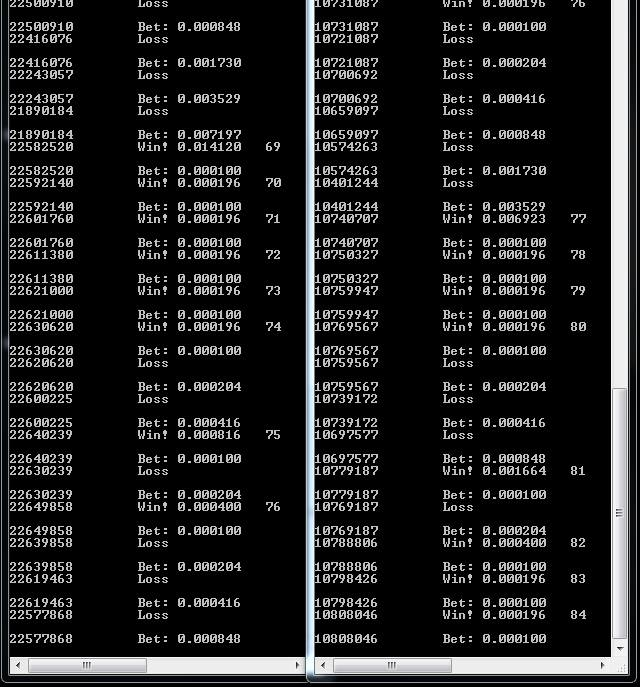 22500910 Loss
22500910 Bet: 0.000848
22416076 Loss
22416076 Bet: 0.001730
22243057 Loss
22243057 Bet: 0.003529
21890184 Loss
21890184 Bet: 0.007197
22582520 Win! 0.014120 69
22582520 Bet: 0.000100
22592140 Win! 0.000196 70
22592140 Bet: 0.000100
22601760 Win! 0.000196 71
22601760 Bet: 0.000100
22611380 Win! 0.000196 72
22611380 Bet: 0.000100
22621000 Win! 0.000196 73
22621000 Bet: 0.000100
22630620 Win! 0.000196 74
22630620 Bet: 0.000100
22620620 Loss
22620620 Bet: 0.000204
22600225 Loss
22600225 Bet: 0.000416
22640239 Win! 0.000816 75
22640239 Bet: 0.000100
22630239 Loss
22630239 Bet: 0.000204
22649858 Win! 0.000400 76
22649858 Bet: 0.000100
22639858 Loss
22639858 Bet: 0.000204
22619463 Loss
22619463 Bet: 0.000416
22577868 Loss
22577868 Bet: 0.000848
10731087 Win! 0.000196 76
10731087 Bet: 0.000100
10721087 Loss
10721087 Bet: 0.000204
10700692 Loss
10700692 Bet: 0.000416
10659097 Loss
10659097 Bet: 0.000848
10574263 Loss
10574263 Bet: 0.001730
10401244 Loss
10401244 Bet: 0.003529
10740707 Win! 0.006923 77
10740707 Bet: 0.000100
10750327 Win! 0.000196 78
10750327 Bet: 0.000100
10759947 Win! 0.000196 79
10759947 Bet: 0.000100
10769567 Win! 0.000196 80
10769567 Bet: 0.000100
10759567 Loss
10759567 Bet: 0.000204
10739172 Loss
10739172 Bet: 0.000416
10697577 Loss
10697577 Bet: 0.000848
10779187 Win! 0.001664 81
10779187 Bet: 0.000100
10769187 Loss
10769187 Bet: 0.000204
10788806 Win! 0.000400 82
10788806 Bet: 0.000100
10798426 Win! 0.000196 83
10798426 Bet: 0.000100
10808046 Win! 0.000196 84
10808046 Bet: 0.000100